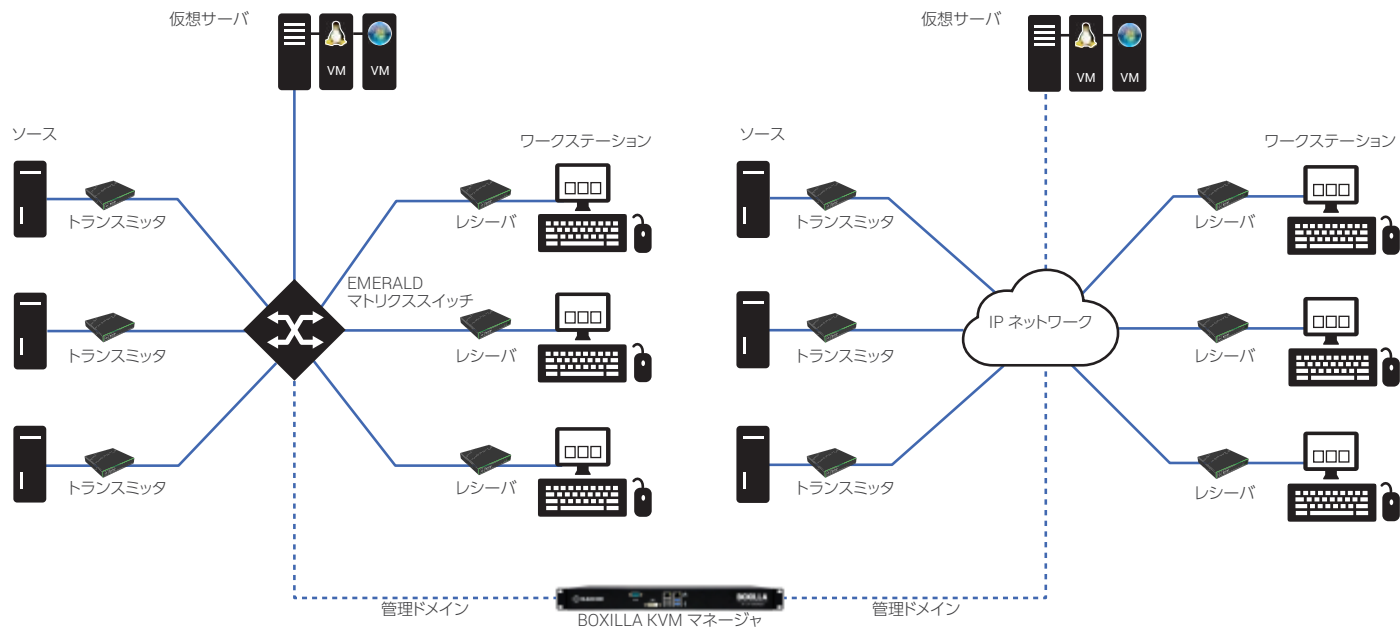 仮想サーバ
VM
VM
ソース
ワークステーション
トランスミッタ
レシーバ
EMERALD
マトリクススイッチ
トランスミッタ
レシーバ
トランスミッタ
レシーバ
仮想サーバ
VM
VM
ソース
ワークステーション
トランスミッタ
レシーバ
IP ネットワーク
トランスミッタ
レシーバ
トランスミッタ
レシーバ
管理ドメイン
BOXILLA
管理ドメイン
BOXILLA KVM マネージャ